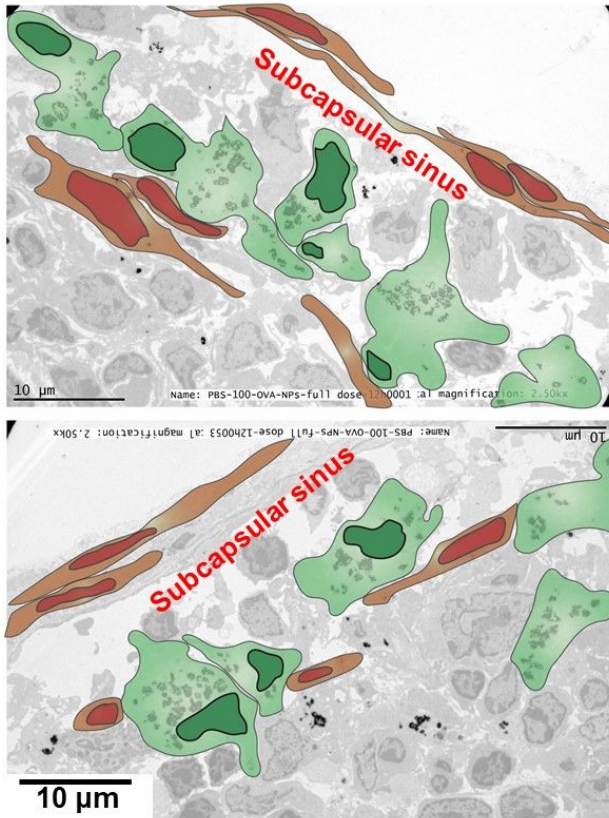 Subcapsular sinus
10 µm
Name: PBS-100-OVA-NPs-full dose-12h0001 :al magnification: 2.50kx
Name: PBS-100-OVA-NPs-full dose-12h0053 :al magnification: 2.50kx
10 µm
Subcapsular sinus
10 µm